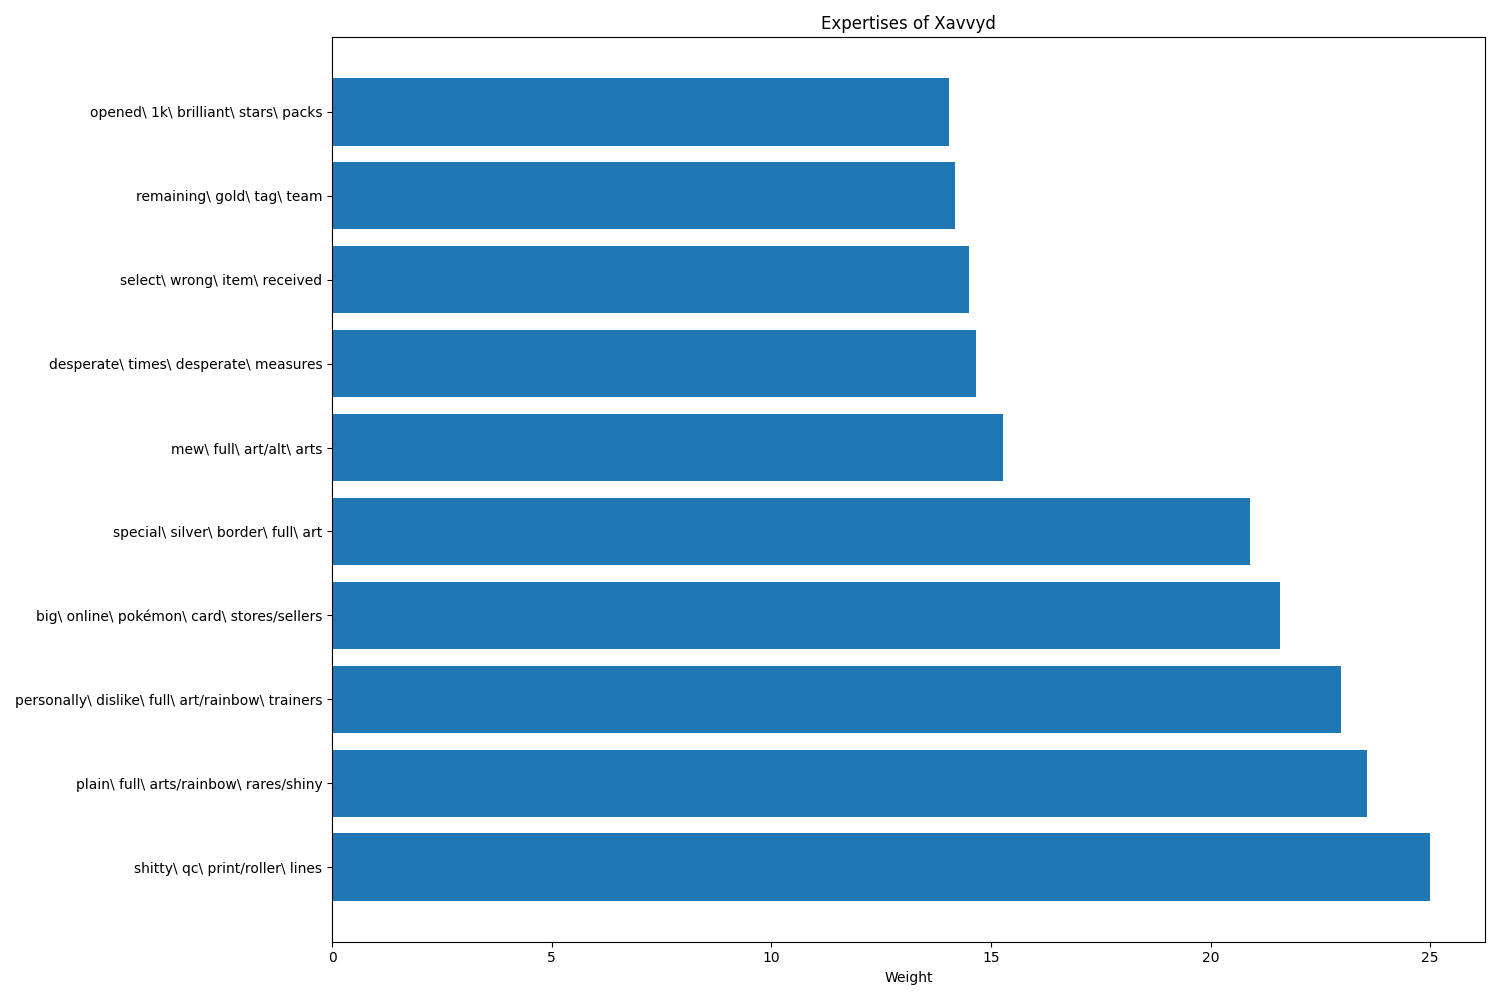 Expertises of Xavvyd
opened\ 1k\ brilliant\ stars\ packs
remaining\ gold\ tag\ team
select\ wrong\ item\ received
desperate\ times\ desperate\ measures
mew\ full\ art/alt\ arts
special\ silver\ border\ full\ art
big\ online\ pokémon\ card\ stores/sellers
personally\ dislike\ full\ art/rainbow\ trainers
plain\ full\ arts/rainbow\ rares/shiny
shitty\ qc\ print/roller\ lines
0 5 10 15 20 25
Weight